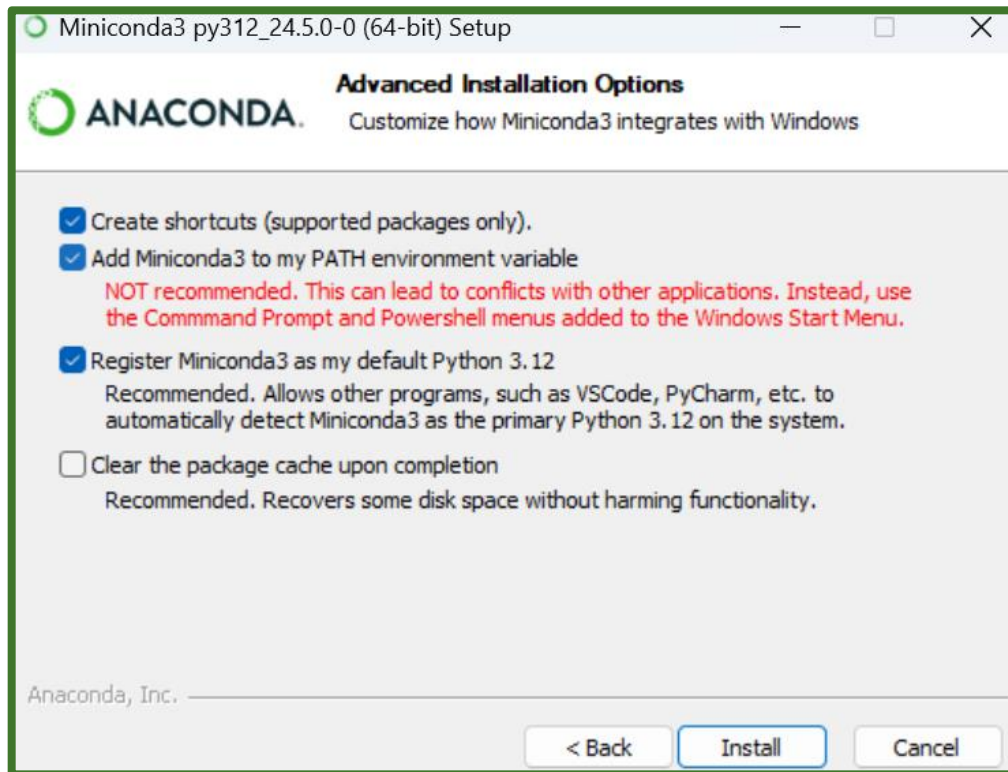 Miniconda3 py312_24.5.0-0 (64-bit) Setup
ANACONDA.
Advanced Installation Options
Customize how Miniconda3 integrates with Windows
Create shortcuts (supported packages only).
Add Miniconda3 to my PATH environment variable
NOT recommended. This can lead to conflicts with other applications. Instead, use
the Commmand Prompt and Powershell menus added to the Windows Start Menu.
Register Miniconda3 as my default Python 3.12
Recommended. Allows other programs, such as VSCode, PyCharm, etc. to
automatically detect Miniconda3 as the primary Python 3.12 on the system.
Clear the package cache upon completion
Recommended. Recovers some disk space without harming functionality.
Anaconda, Inc.
< Back
Install
Cancel